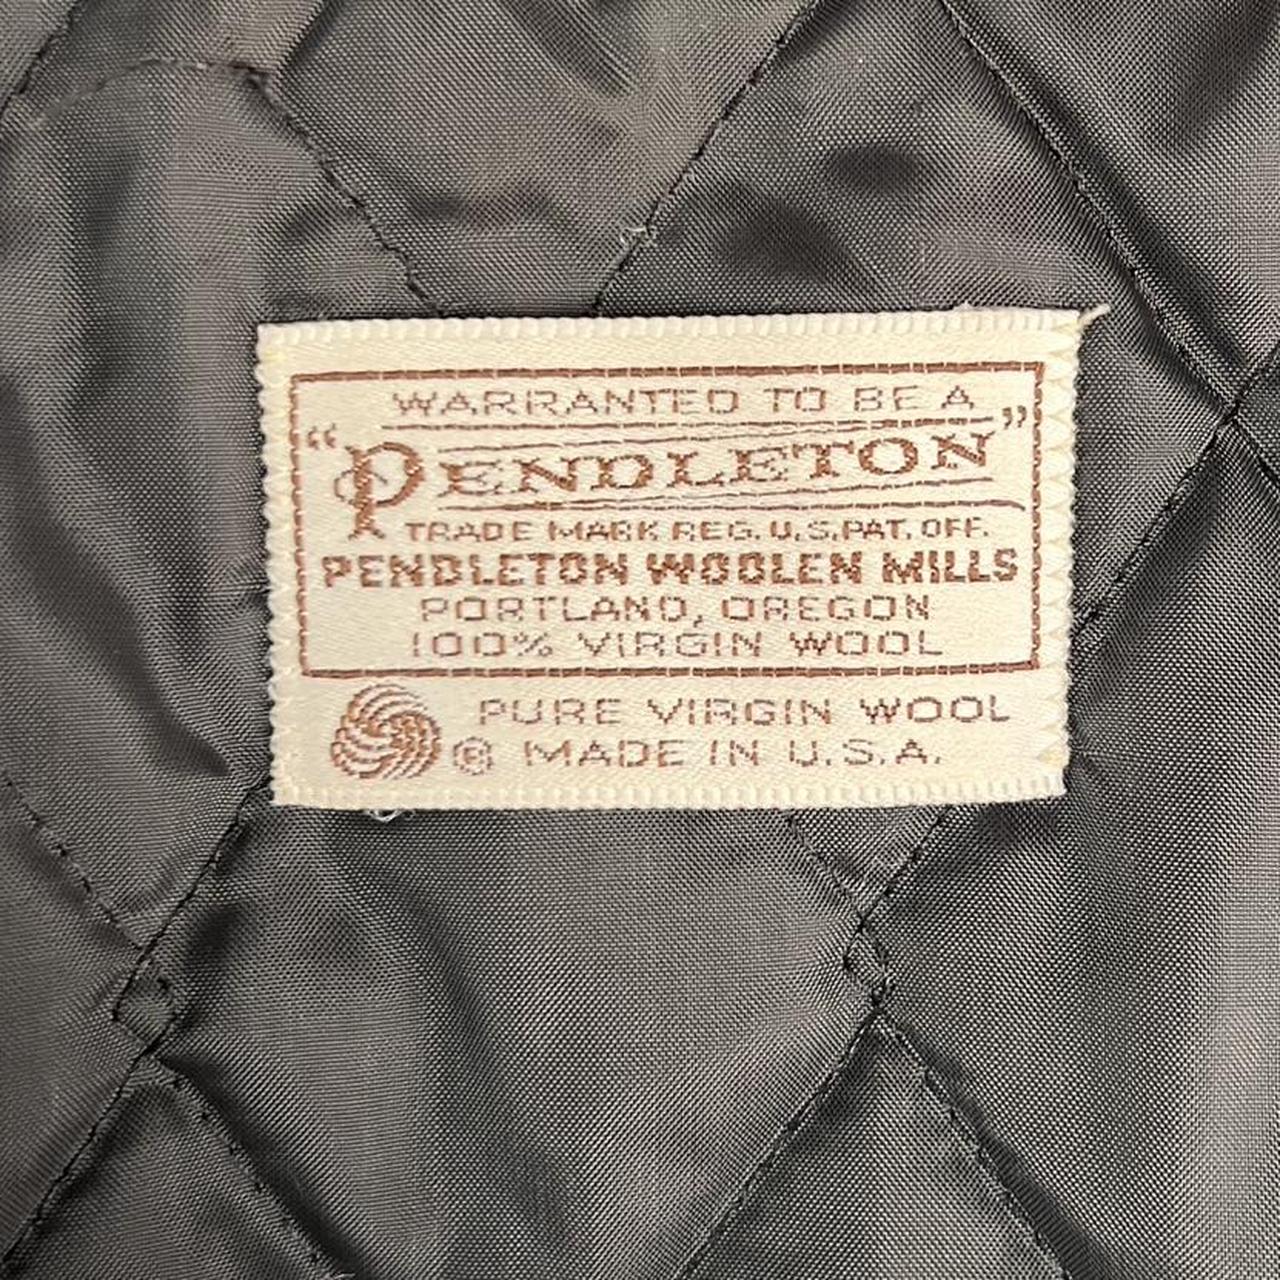 WARRANTED TO BE A
"PENDLETON"
TRADE MARK REG. U.S. PAT. OFF.
PENDLETON WOOLEN MILLS
PORTLAND, OREGON
100% VIRGIN WOOL
PURE VIRGIN WOOL
® MADE IN U.S.A.